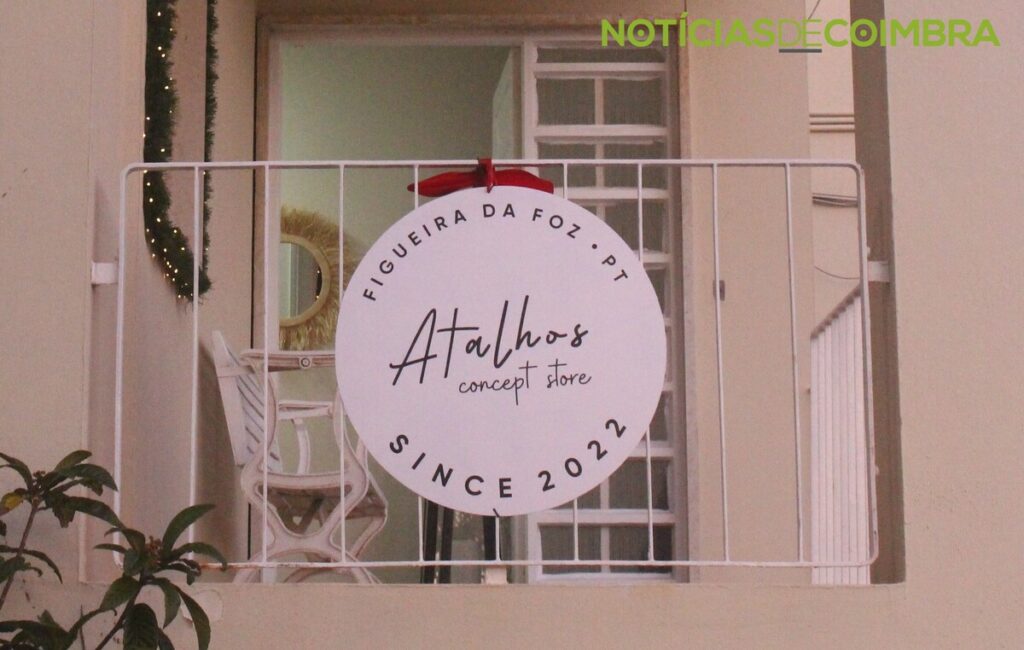 NOTÍCIASDECOIMBRA
FIGUEIRA DA FOZ • PT
Atalhos
concept store
SINCE 2022